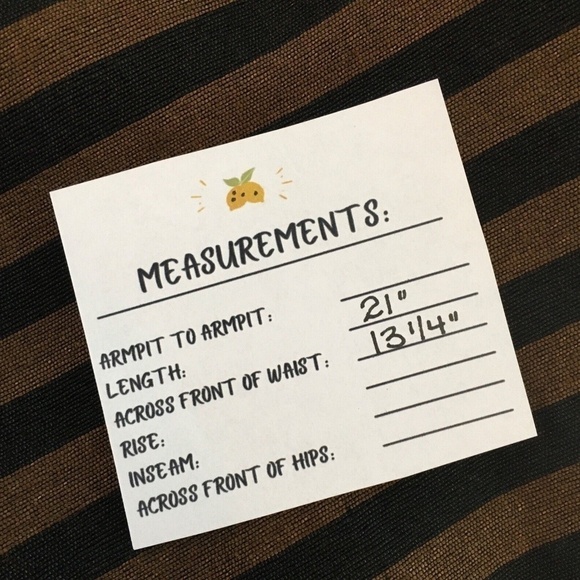 MEASUREMENTS:
ARMPIT TO ARMPIT:
LENGTH: 21"
ACROSS FRONT OF WAIST: 13 1/4"
RISE:
INSEAM:
ACROSS FRONT OF HIPS: